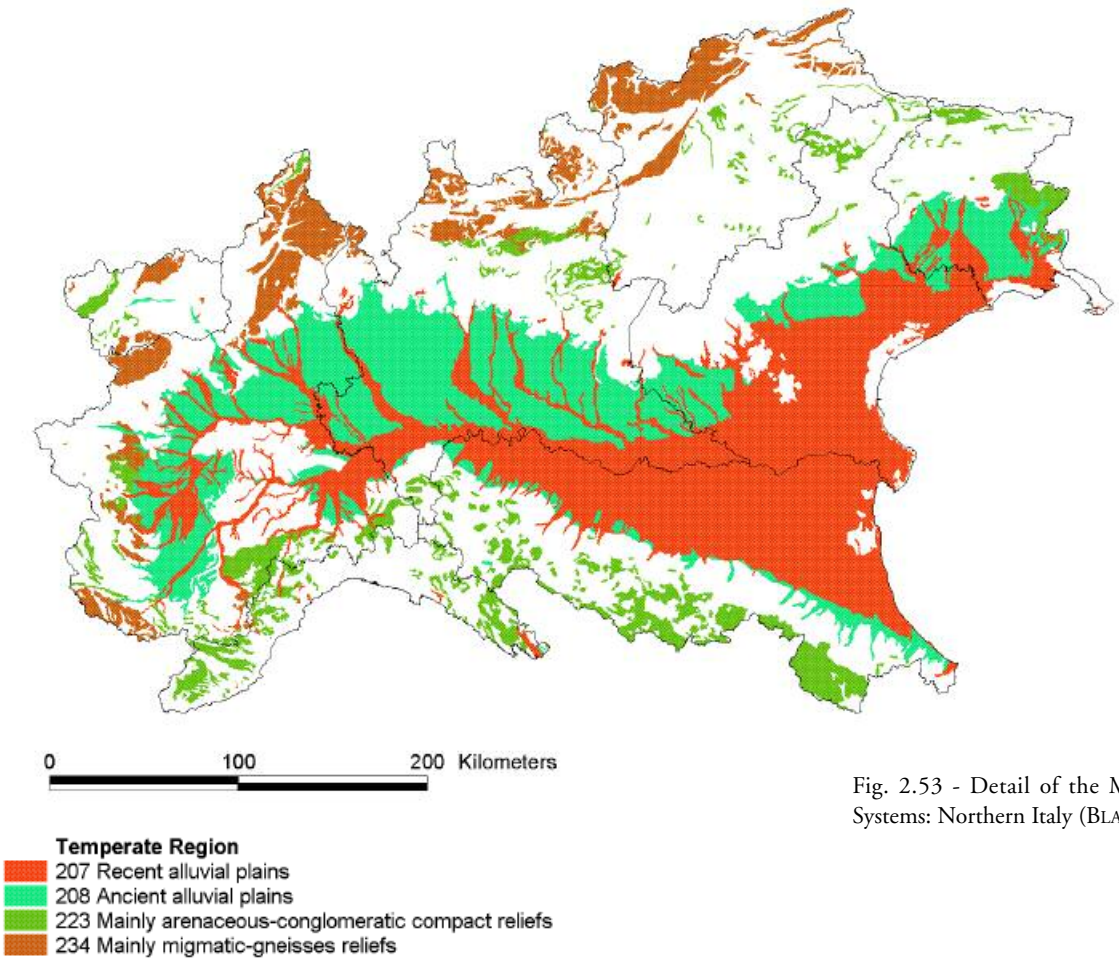 0 100 200 Kilometers
Fig. 2.53 - Detail of the
Systems: Northern Italy
Temperate Region
207 Recent alluvial plains
208 Ancient alluvial plains
223 Mainly arenaceous-conglomeratic compact reliefs
234 Mainly migmatic-gneisses reliefs